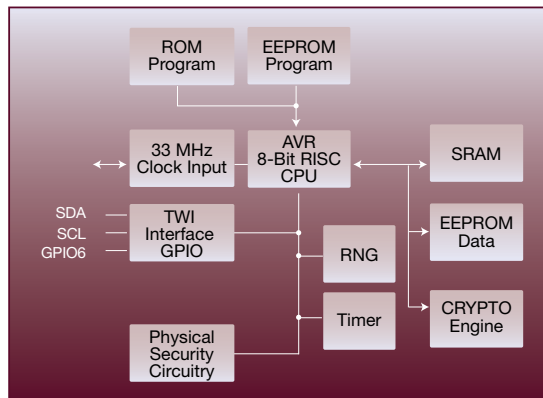 ROM
Program
EEPROM
Program
33 MHz
Clock Input
AVR
8-Bit RISC
CPU
SRAM
SDA
SCL
GPIO6
TWI
Interface
GPIO
EEPROM
Data
RNG
Timer
CRYPTO
Engine
Physical
Security
Circuitry